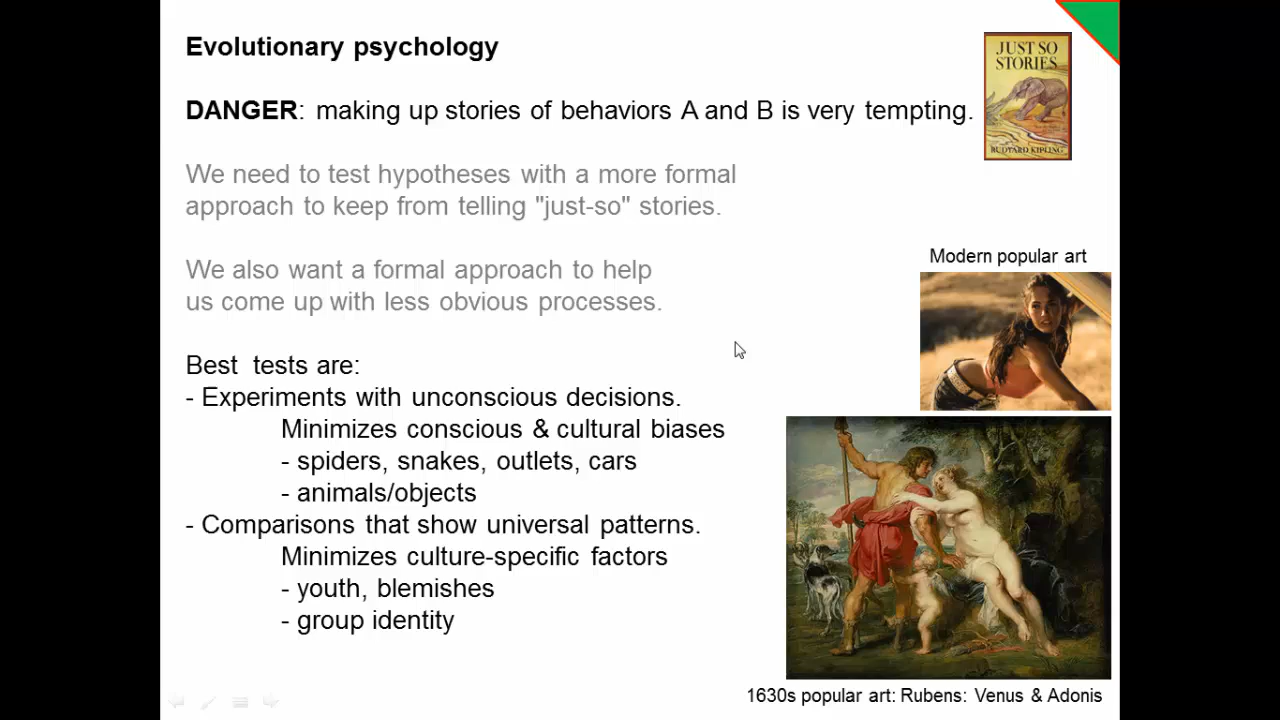 Evolutionary psychology
DANGER: making up stories of behaviors A and B is very tempting.
JUST SO
STORIES
RUDYARD KIPLING
We need to test hypotheses with a more formal
approach to keep from telling "just-so" stories.
We also want a formal approach to help
us come up with less obvious processes.
Modern popular art
Best tests are:
- Experiments with unconscious decisions.
Minimizes conscious & cultural biases
- spiders, snakes, outlets, cars
- animals/objects
- Comparisons that show universal patterns.
Minimizes culture-specific factors
- youth, blemishes
- group identity
1630s popular art: Rubens: Venus & Adonis